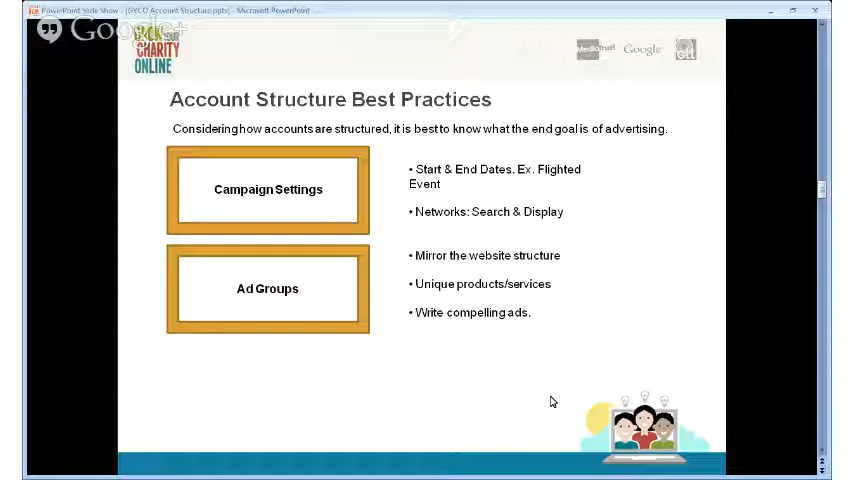 PowerPoint Slide Show - [GYCO Account Structure.pptx] - Microsoft PowerPoint
Google+
GET YOUR
CHARITY
ONLINE
MediaTrust Google
Account Structure Best Practices
Considering how accounts are structured, it is best to know what the end goal is of advertising.
Campaign Settings
• Start & End Dates. Ex. Flighted
Event
• Networks: Search & Display
Ad Groups
• Mirror the website structure
• Unique products/services
• Write compelling ads.